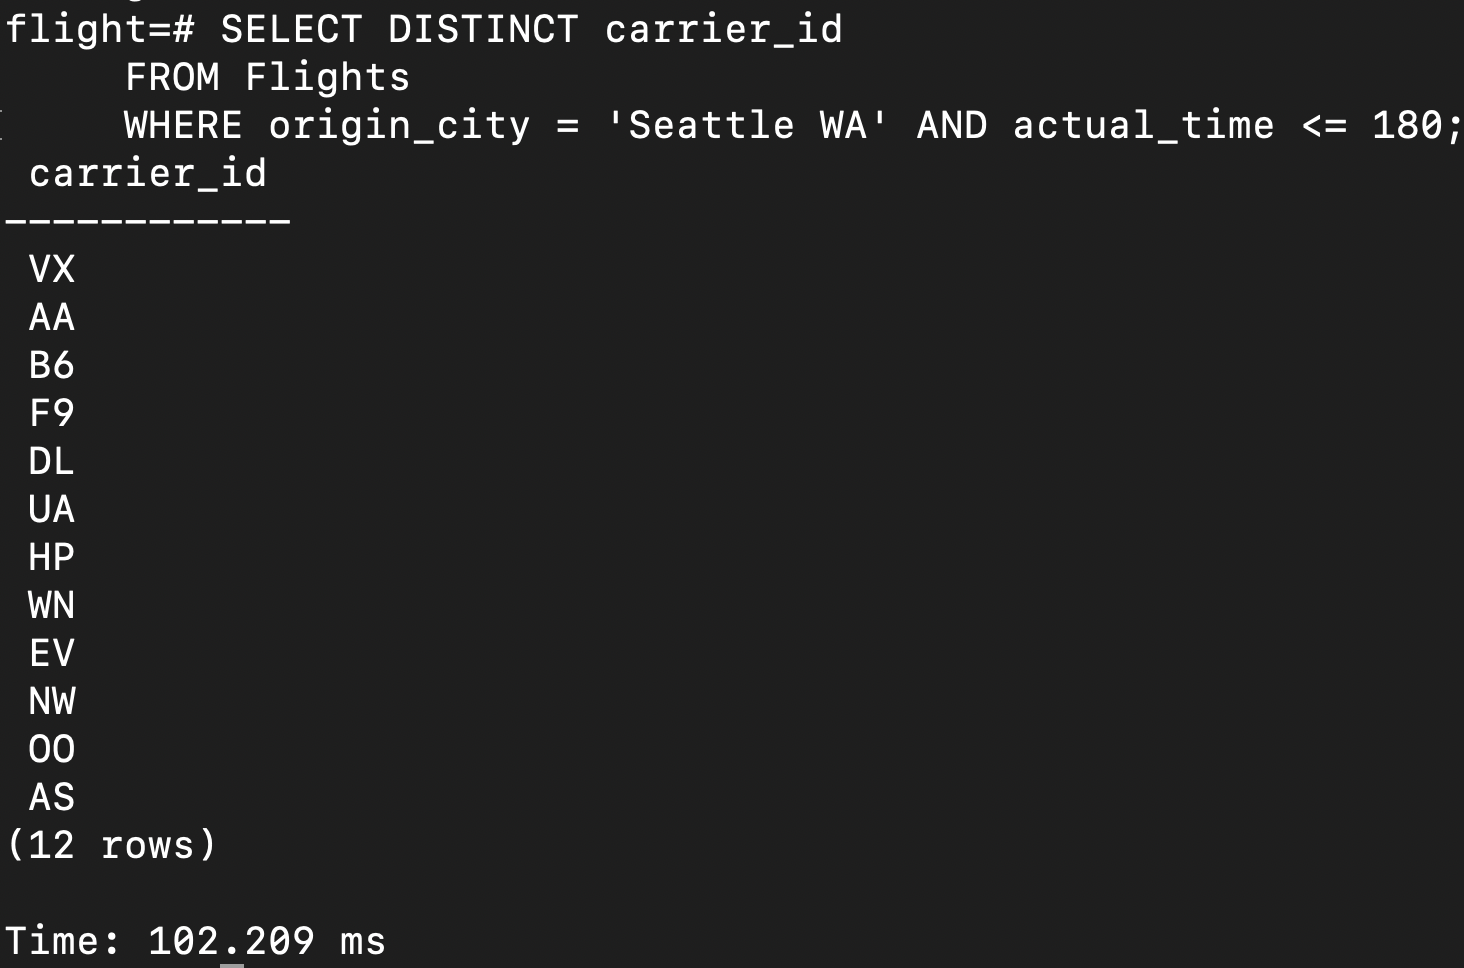 flight=# SELECT DISTINCT carrier_id
FROM Flights
WHERE origin_city = 'Seattle WA' AND actual_time <= 180;
carrier_id
------------
VX
AA
B6
F9
DL
UA
HP
WN
EV
NW
OO
AS
(12 rows)
Time: 102.209 ms